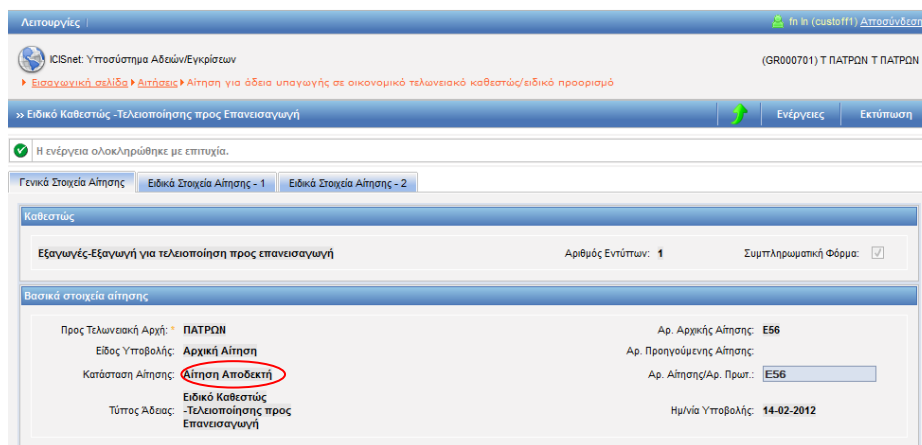 Λειτουργίες | fn ln (custoff1) Αποσύνδεση
ICISnet: Υποσύστημα Αδειών/Εγκρίσεων (GR000701) Τ ΠΑΤΡΩΝ Τ ΠΑΤΡΩΝ
Εισαγωγική σελίδα Αιτήσεις Αίτηση για άδεια υπαγωγής σε οικονομικό τελωνειακό καθεστώς/ειδικό προορισμό
» Ειδικό Καθεστώς -Τελειοποίησης προς Επανεισαγωγή Ενέργειες Εκτύπωση
Η ενέργεια ολοκληρώθηκε με επιτυχία.
Γενικά Στοιχεία Αίτησης Ειδικά Στοιχεία Αίτησης - 1 Ειδικά Στοιχεία Αίτησης - 2
Καθεστώς
Εξαγωγές-Εξαγωγή για τελειοποίηση προς επανεισαγωγή Αριθμός Εντύπων: 1 Συμπληρωματική Φόρμα:
Βασικά στοιχεία αίτησης
Προς Τελωνειακή Αρχή: * ΠΑΤΡΩΝ Αρ. Αρχικής Αίτησης: E56
Είδος Υποβολής: Αρχική Αίτηση Αρ. Προηγούμενης Αίτησης:
Κατάσταση Αίτησης: Αίτηση Αποδεκτή Αρ. Αίτησης/Αρ. Πρωτ.: E56
Τύπος Άδειας: Ειδικό Καθεστώς
-Τελειοποίησης προς Ημ/νία Υποβολής: 14-02-2012
Επανεισαγωγή